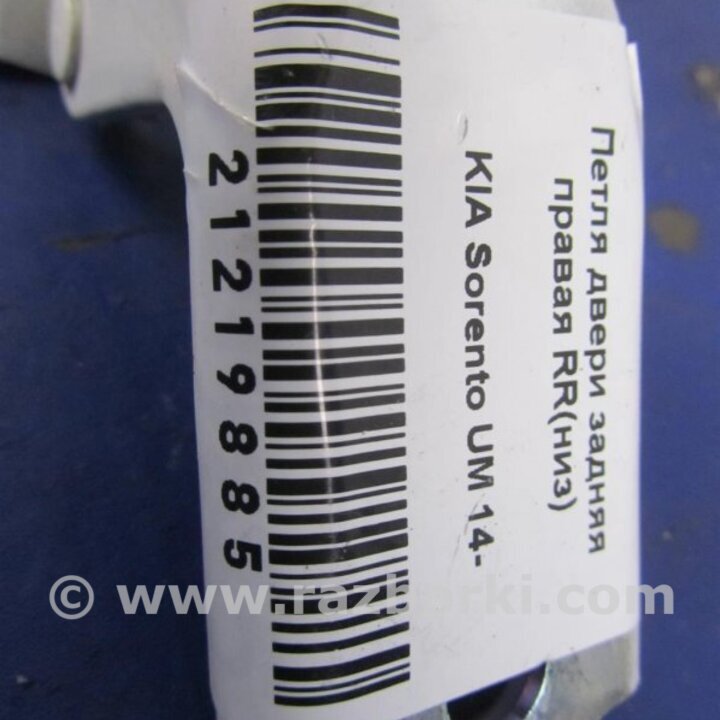 Петля двери задняя
правая RR(низ)
KIA Sorento UM 14-
21219885
© www.razborki.com